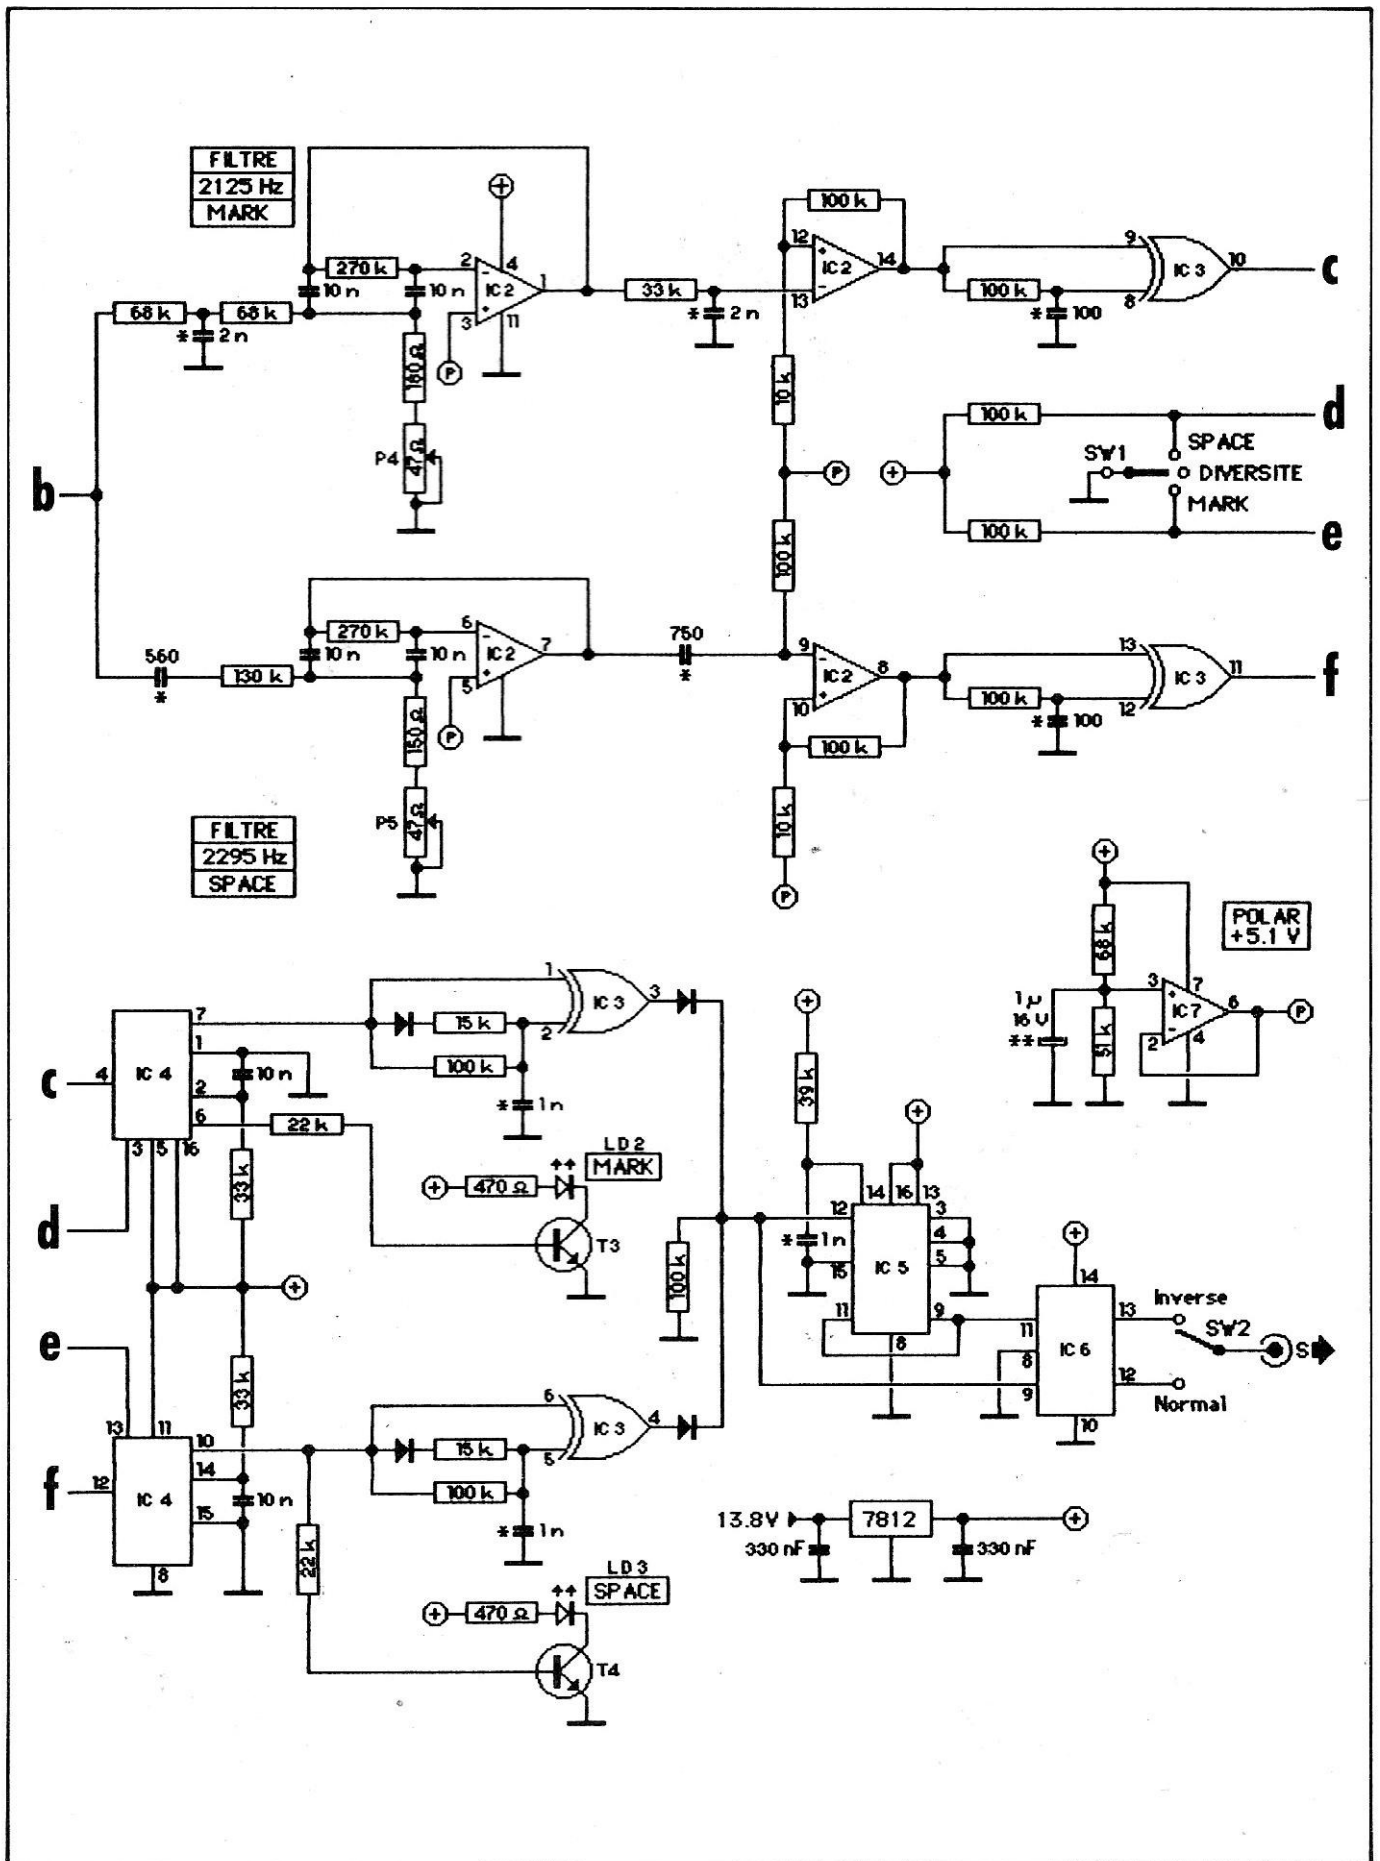 FILTRE
2125 Hz
MARK
270 k
10 n
10 n
2
3
4
11
1
IC 2
68 k
68 k
* 2 n
180 Ω
P4
47 Ω
P
33 k
* 2 n
100 k
12
13
14
IC 2
10 k
P
100 k
100 k
* 100
9
8
10
IC 3
c
b
100 k
d
SW1
SPACE
DIVERSITE
MARK
100 k
e
560
*
130 k
270 k
10 n
10 n
6
5
7
IC 2
150 Ω
P5
47 Ω
P
750
*
9
10
8
IC 2
100 k
10 k
P
100 k
* 100
13
12
11
IC 3
f
FILTRE
2295 Hz
SPACE
POLAR
+5.1 V
68 k
51 k
1 µ
16 V
**
3
2
7
4
6
IC 7
P
c
4
IC 4
7
1
2
6
3
5
16
10 n
22 k
33 k
d
15 k
100 k
* 1 n
1
2
3
IC 3
LD2
MARK
470 Ω
T3
100 k
39 k
* 1 n
14
16
13
12
15
11
3
4
5
9
8
IC 5
14
11
8
9
13
12
10
IC 6
Inverse
SW2
S
Normal
e
33 k
13
11
f
12
IC 4
10
14
15
8
10 n
22 k
15 k
100 k
* 1 n
6
5
4
IC 3
LD3
SPACE
470 Ω
T4
13.8V
7812
330 nF
330 nF